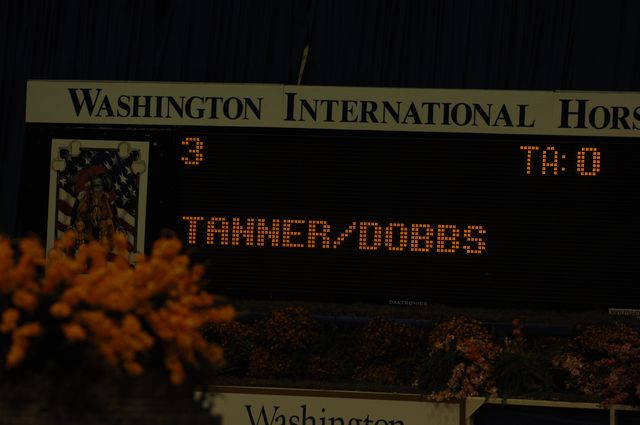 WASHINGTON INTERNATIONAL HORS
3 TA: 0
TANNER/DOBBS
DAKTRONICS
Washington